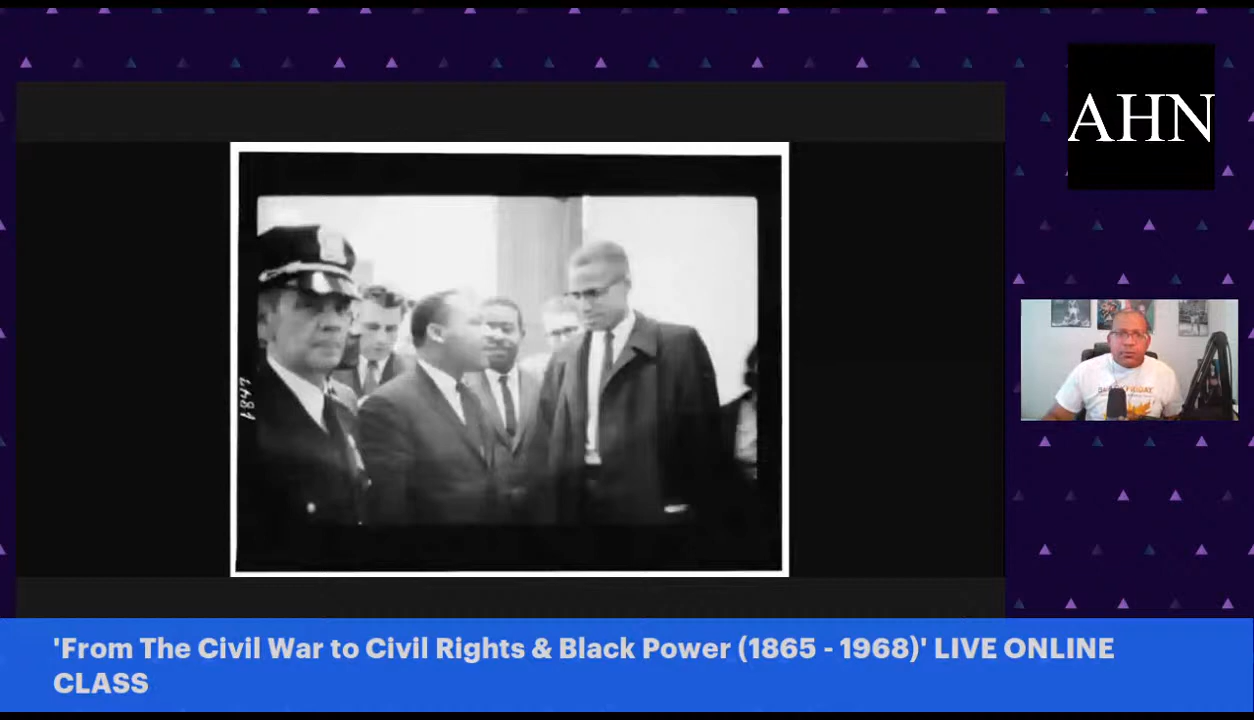 AHN
1847
'From The Civil War to Civil Rights & Black Power (1865 - 1968)' LIVE ONLINE
CLASS